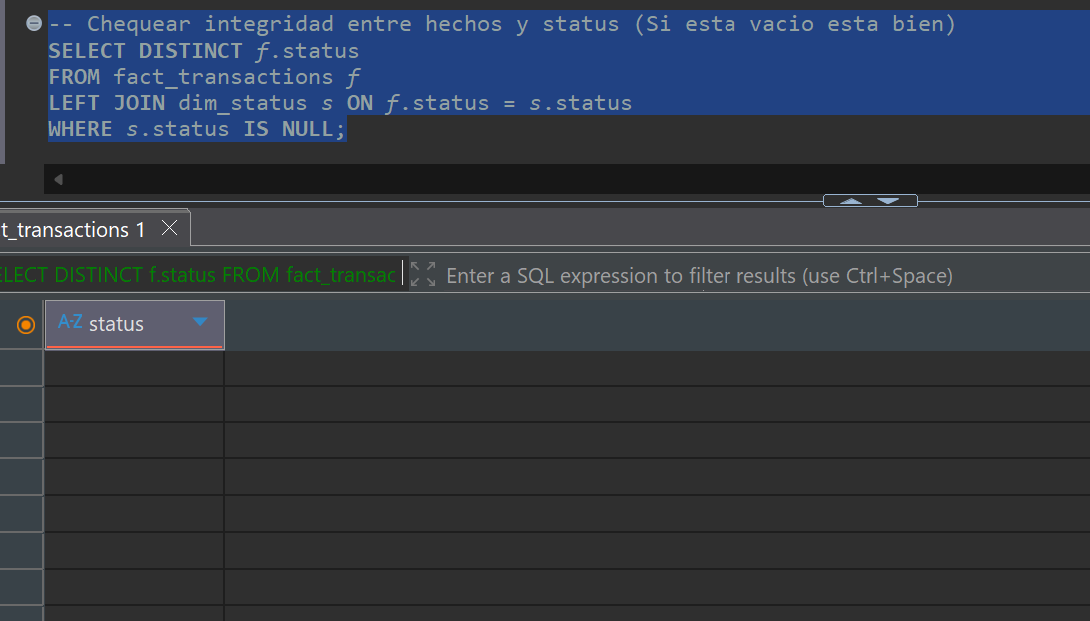 -- Chequear integridad entre hechos y status (Si esta vacio esta bien)
SELECT DISTINCT f.status
FROM fact_transactions f
LEFT JOIN dim_status s ON f.status = s.status
WHERE s.status IS NULL;
t_transactions 1
ELECT DISTINCT f.status FROM fact_transac
Enter a SQL expression to filter results (use Ctrl+Space)
A-Z status